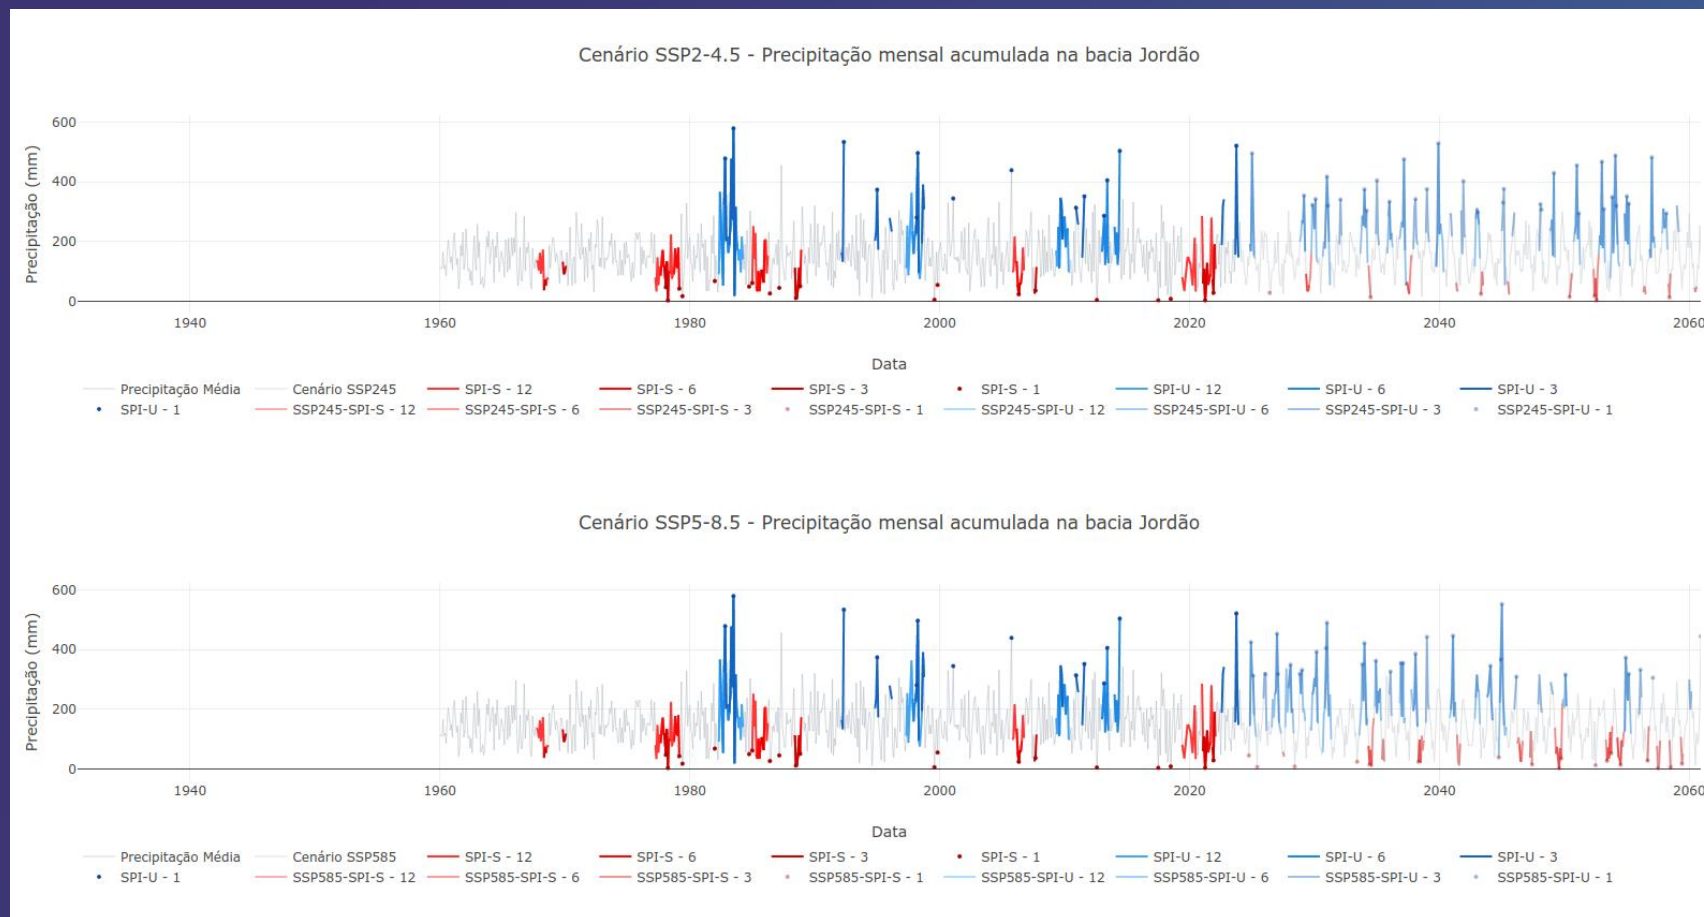 Cenário SSP2-4.5 - Precipitação mensal acumulada na bacia Jordão
Precipitação (mm)
600
400
200
0
1940 1960 1980 2000 2020 2040 2060
Data
Precipitação Média Cenário SSP245 SPI-S - 12 SPI-S - 6 SPI-S - 3 SPI-S - 1 SPI-U - 12 SPI-U - 6 SPI-U - 3
SPI-U - 1 SSP245-SPI-S - 12 SSP245-SPI-S - 6 SSP245-SPI-S - 3 SSP245-SPI-S - 1 SSP245-SPI-U - 12 SSP245-SPI-U - 6 SSP245-SPI-U - 3 SSP245-SPI-U - 1
Cenário SSP5-8.5 - Precipitação mensal acumulada na bacia Jordão
Precipitação (mm)
600
400
200
0
1940 1960 1980 2000 2020 2040 2060
Data
Precipitação Média Cenário SSP585 SPI-S - 12 SPI-S - 6 SPI-S - 3 SPI-S - 1 SPI-U - 12 SPI-U - 6 SPI-U - 3
SPI-U - 1 SSP585-SPI-S - 12 SSP585-SPI-S - 6 SSP585-SPI-S - 3 SSP585-SPI-S - 1 SSP585-SPI-U - 12 SSP585-SPI-U - 6 SSP585-SPI-U - 3 SSP585-SPI-U - 1